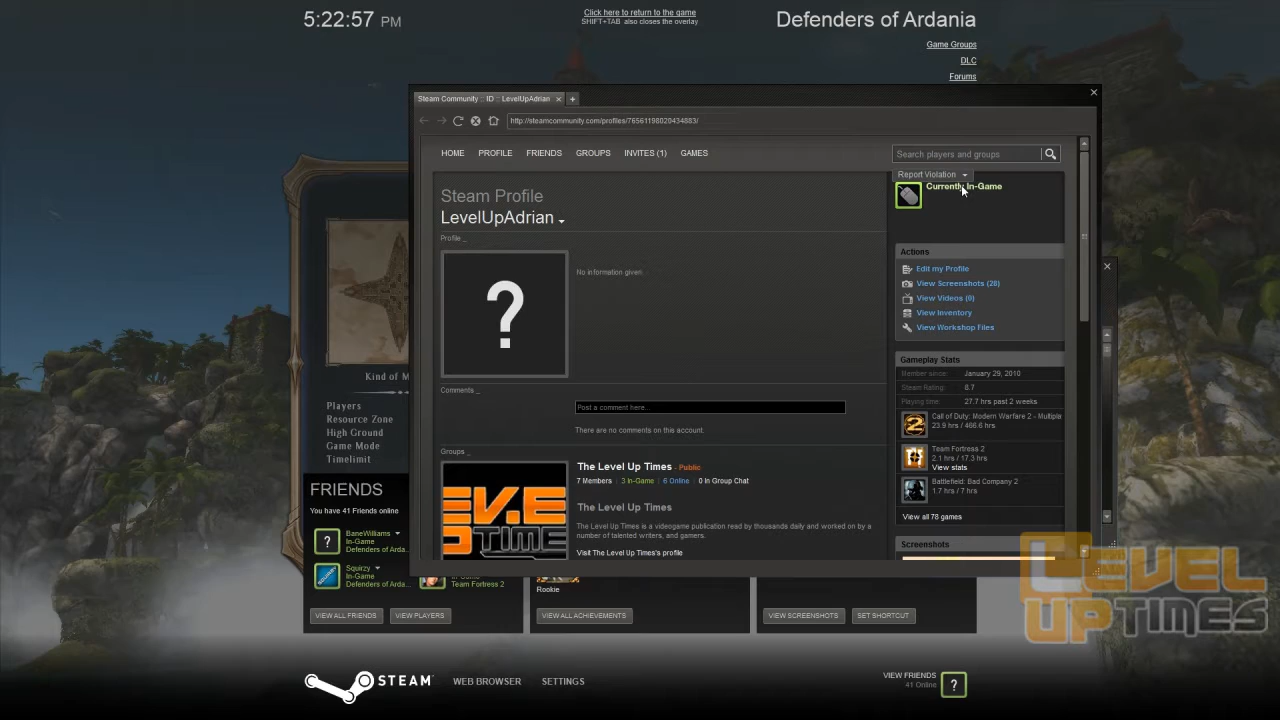 5:22:57 PM
Click here to return to the game
SHIFT+TAB also closes the overlay
Defenders of Ardania
Game Groups
DLC
Forums
Steam Community :: ID :: LevelUpAdrian
http://steamcommunity.com/profiles/76561198020434883/
HOME PROFILE FRIENDS GROUPS INVITES (1) GAMES
Search players and groups
Report Violation
Currently In-Game
Steam Profile
LevelUpAdrian
Profile _
No information given.
Actions
Edit my Profile
View Screenshots (28)
View Videos (0)
View Inventory
View Workshop Files
Gameplay Stats
Member since: January 29, 2010
Steam Rating: 6.7
Playing time: 27.7 hrs past 2 weeks
Call of Duty: Modern Warfare 2 - Multipla
23.9 hrs / 466.6 hrs
Team Fortress 2
2.1 hrs / 17.3 hrs
View stats
Battlefield: Bad Company 2
1.7 hrs / 7 hrs
View all 78 games
Screenshots
Comments _
Post a comment here..
There are no comments on this account.
Groups _
The Level Up Times - Public
7 Members 3 In-Game 6 Online 0 In Group Chat
The Level Up Times
The Level Up Times is a videogame publication read by thousands daily and worked on by a
number of talented writers, and gamers.
Visit The Level Up Times's profile
Kind of M
Players
Resource Zone
High Ground
Game Mode
Timelimit
FRIENDS
You have 41 Friends online
BaneWilliams
In-Game
Defenders of Arda...
Squirzy
In-Game
Defenders of Arda...
In-Game
Team Fortress 2
Rookie
VIEW ALL FRIENDS VIEW PLAYERS VIEW ALL ACHIEVEMENTS VIEW SCREENSHOTS SET SHORTCUT
LEVEL
UP TIMES
STEAM WEB BROWSER SETTINGS
VIEW FRIENDS
41 Online